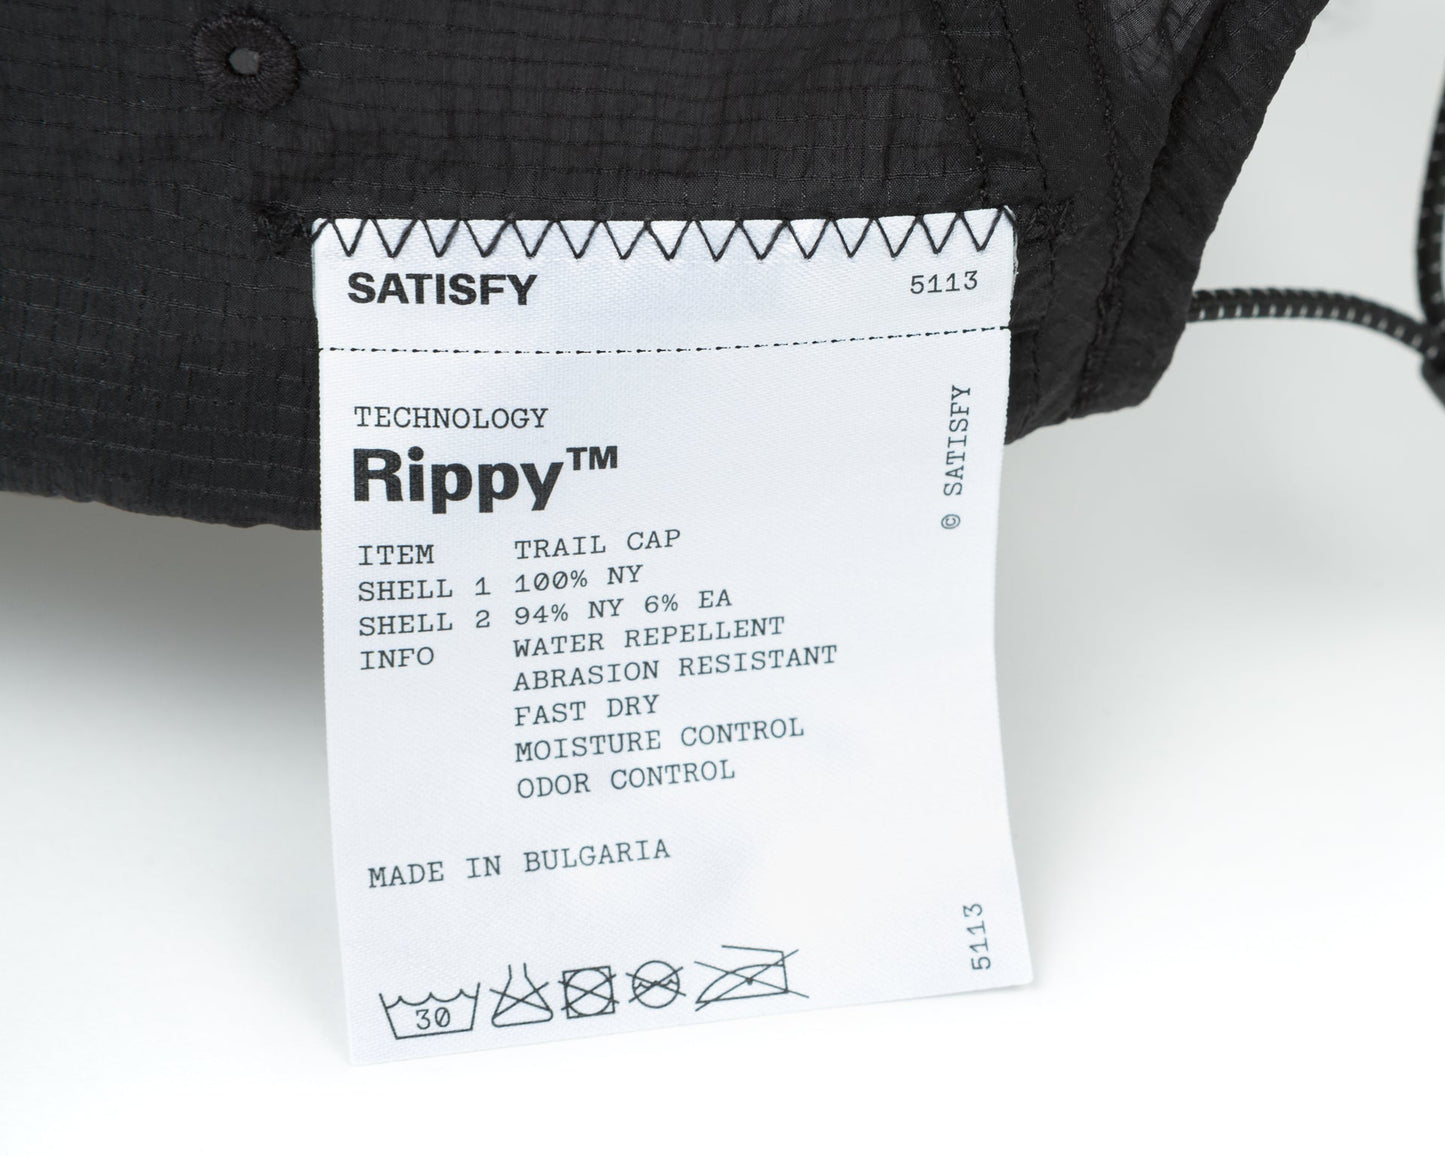 SATISFY 5113
TECHNOLOGY
Rippy™
ITEM TRAIL CAP
SHELL 1 100% NY
SHELL 2 94% NY 6% EA
INFO WATER REPELLENT
ABRASION RESISTANT
FAST DRY
MOISTURE CONTROL
ODOR CONTROL
MADE IN BULGARIA
30
© SATISFY
5113